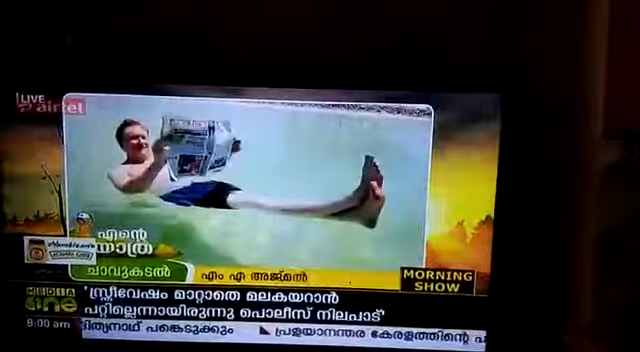 LIVE
airtel
എന്റെ
യാത്ര
ചാവുകടൽ
എം എ അജ്മൽ
MORNING
SHOW
MEDIA
one
'സ്ത്രീവേഷം മാറ്റാതെ മലകയറാൻ
പറ്റില്ലെന്നായിരുന്നു പൊലീസ് നിലപാട്'
8:00 am
ദിത്യനാഥ് പങ്കെടുക്കും
പ്രളയാനന്തര കേരളത്തിന്റെ